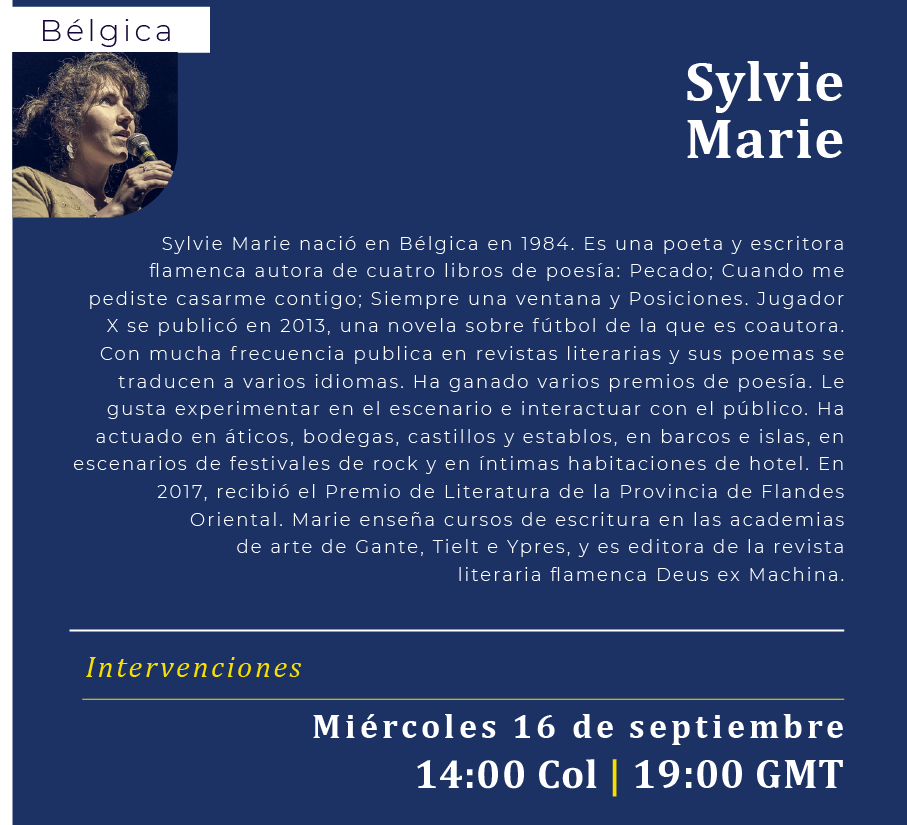 Bélgica
Sylvie
Marie
Sylvie Marie nació en Bélgica en 1984. Es una poeta y escritora
flamenca autora de cuatro libros de poesía: Pecado; Cuando me
pediste casarme contigo; Siempre una ventana y Posiciones. Jugador
X se publicó en 2013, una novela sobre fútbol de la que es coautora.
Con mucha frecuencia publica en revistas literarias y sus poemas se
traducen a varios idiomas. Ha ganado varios premios de poesía. Le
gusta experimentar en el escenario e interactuar con el público. Ha
actuado en áticos, bodegas, castillos y establos, en barcos e islas, en
escenarios de festivales de rock y en íntimas habitaciones de hotel. En
2017, recibió el Premio de Literatura de la Provincia de Flandes
Oriental. Marie enseña cursos de escritura en las academias
de arte de Gante, Tielt e Ypres, y es editora de la revista
literaria flamenca Deus ex Machina.
Intervenciones
Miércoles 16 de septiembre
14:00 Col | 19:00 GMT